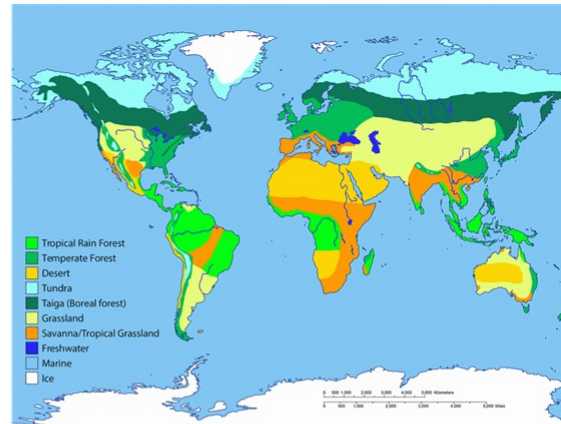 Tropical Rain Forest
Temperate Forest
Desert
Tundra
Taiga (Boreal forest)
Grassland
Savanna/Tropical Grassland
Freshwater
Marine
Ice